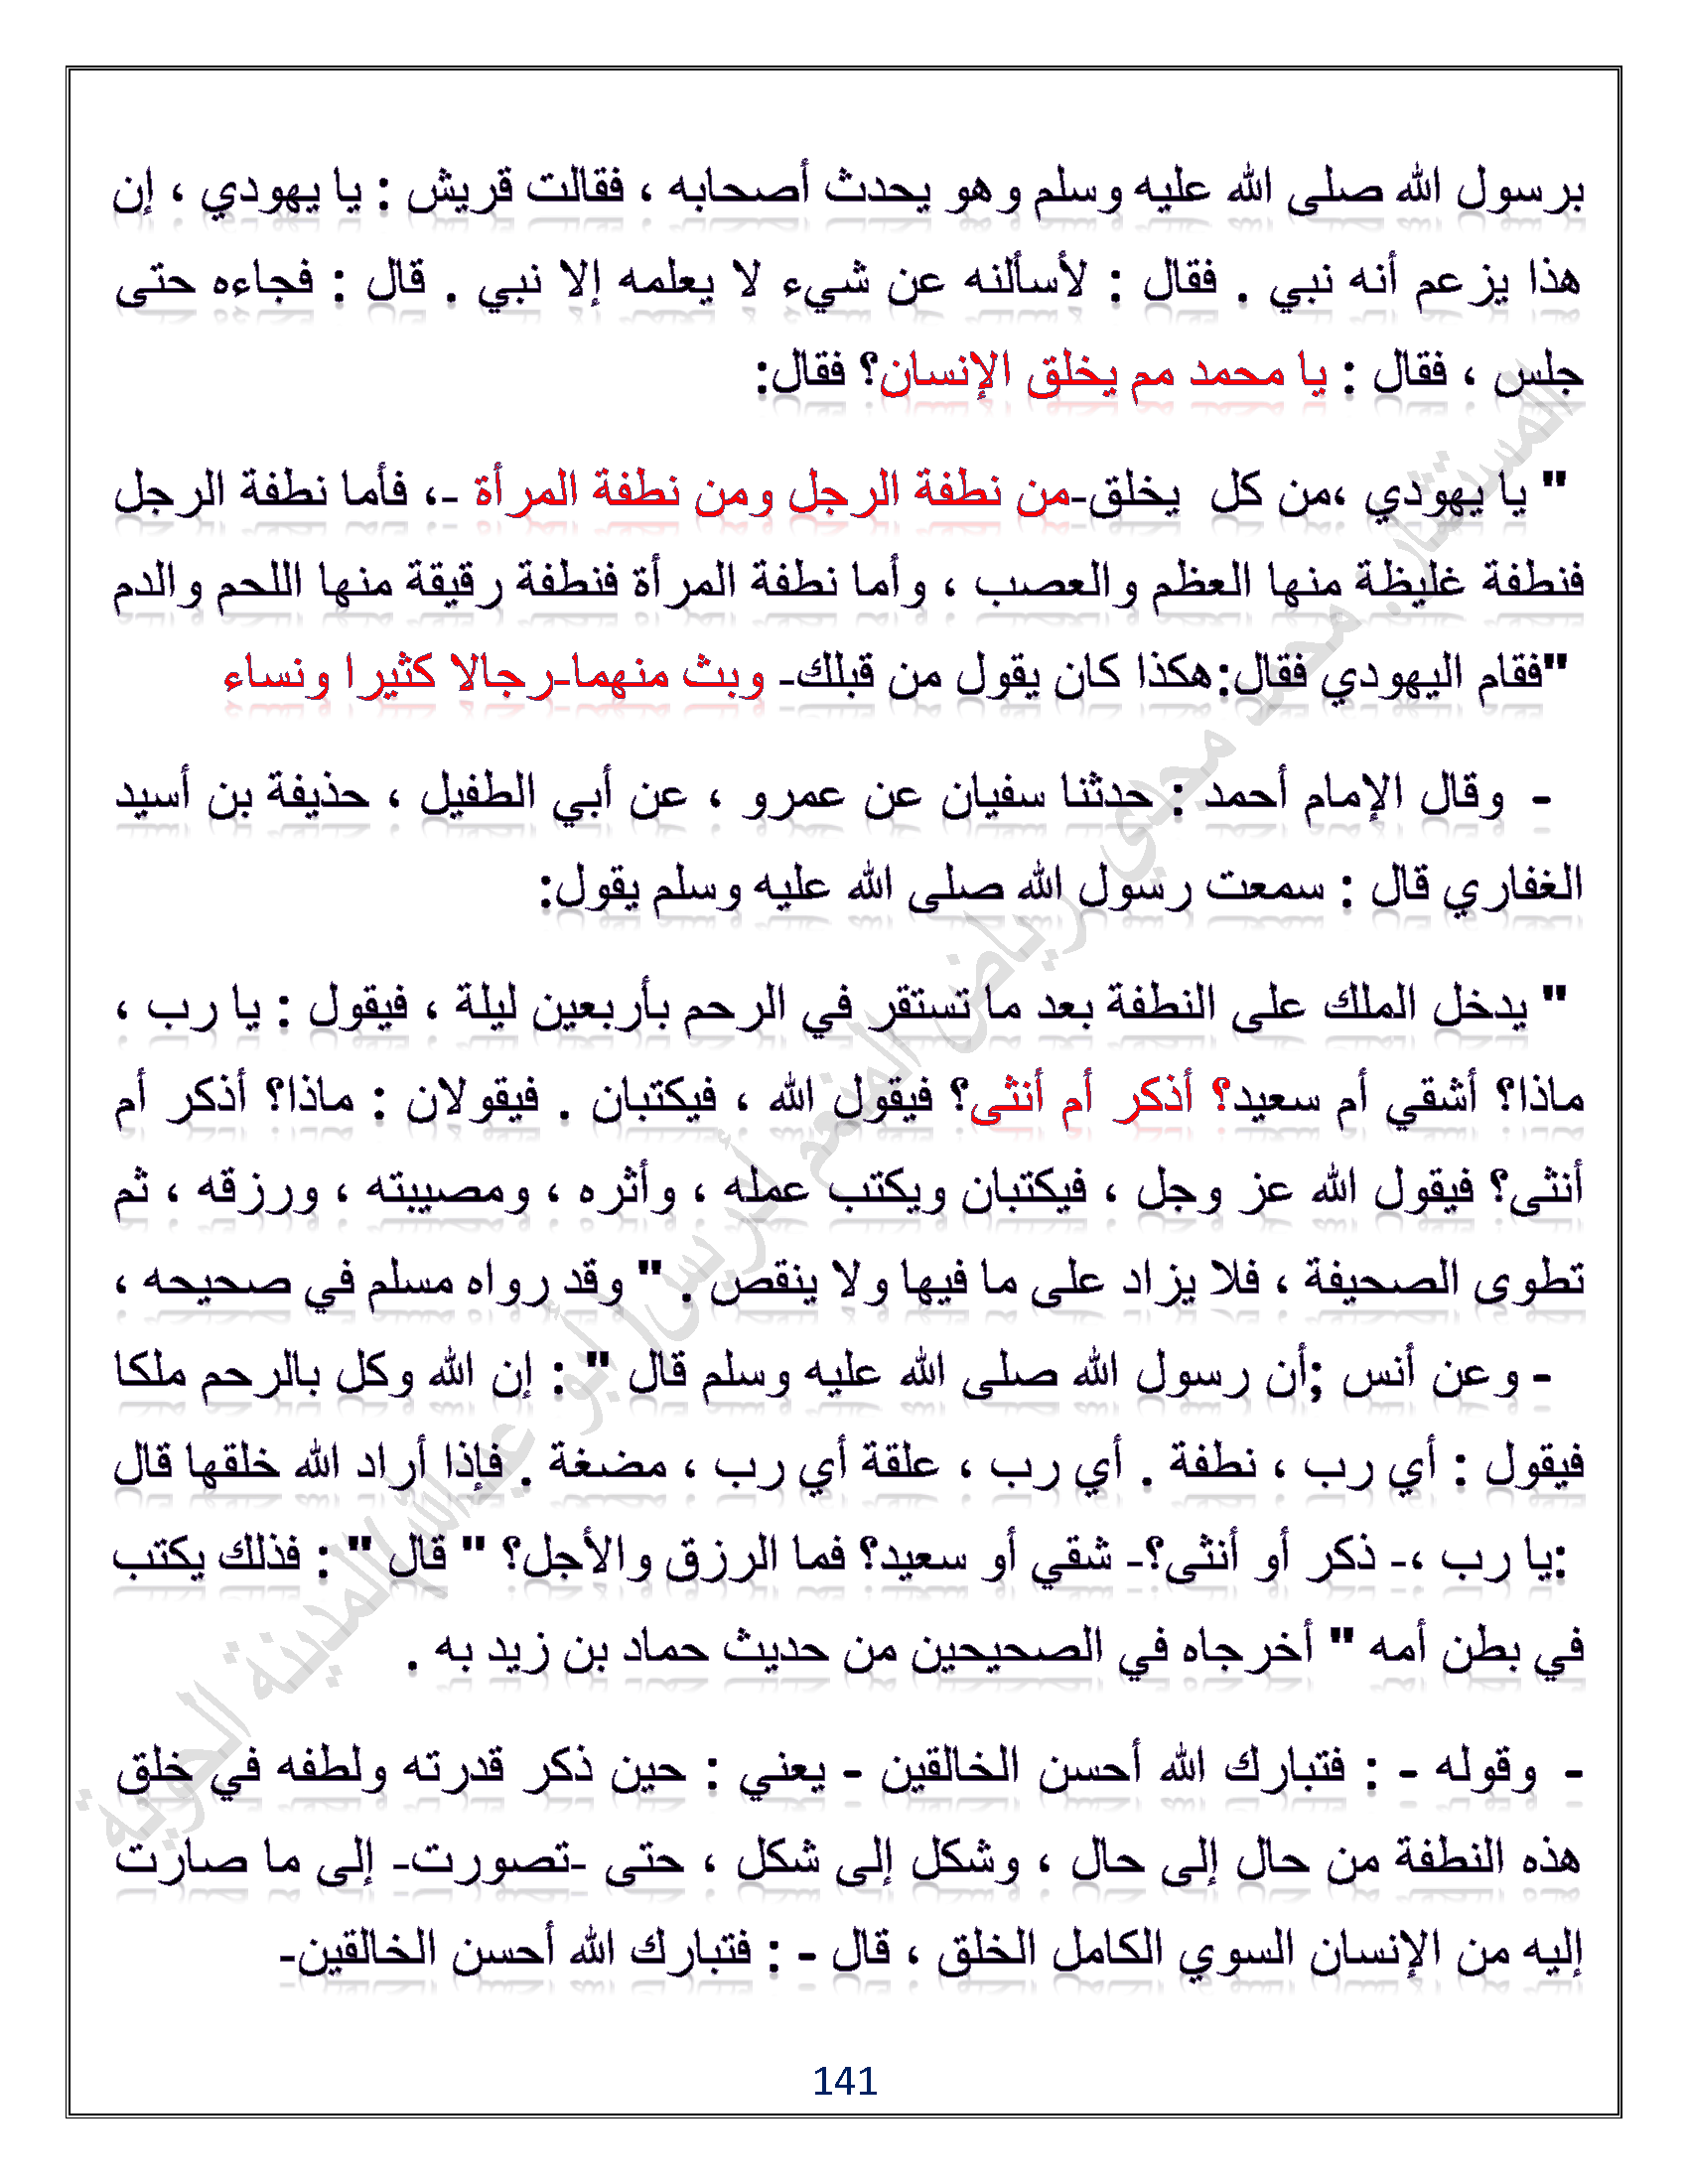 برسول الله صلى الله عليه وسلم وهو يحدث أصحابه ، فقالت قريش : يا يهودي ، إن
هذا يزعم أنه نبي . فقال : لأسألنه عن شيء لا يعلمه إلا نبي . قال : فجاءه حتى
جلس ، فقال : يا محمد مم يخلق الإنسان؟ فقال:
" يا يهودي ،من كل يخلق-من نطفة الرجل ومن نطفة المرأة -، فأما نطفة الرجل
فنطفة غليظة منها العظم والعصب ، وأما نطفة المرأة فنطفة رقيقة منها اللحم والدم
"فقام اليهودي فقال:هكذا كان يقول من قبلك- وبث منهما-رجالا كثيرا ونساء
- وقال الإمام أحمد : حدثنا سفيان عن عمرو ، عن أبي الطفيل ، حذيفة بن أسيد
الغفاري قال : سمعت رسول الله صلى الله عليه وسلم يقول:
" يدخل الملك على النطفة بعد ما تستقر في الرحم بأربعين ليلة ، فيقول : يا رب ،
ماذا؟ أشقي أم سعيد؟ أذكر أم أنثى؟ فيقول الله ، فيكتبان . فيقولان : ماذا؟ أذكر أم
أنثى؟ فيقول الله عز وجل ، فيكتبان ويكتب عمله ، وأثره ، ومصيبته ، ورزقه ، ثم
تطوى الصحيفة ، فلا يزاد على ما فيها ولا ينقص ." وقد رواه مسلم في صحيحه ،
- وعن أنس ;أن رسول الله صلى الله عليه وسلم قال " : إن الله وكل بالرحم ملكا
فيقول : أي رب ، نطفة . أي رب ، علقة أي رب ، مضغة . فإذا أراد الله خلقها قال
:يا رب ،- ذكر أو أنثى؟- شقي أو سعيد؟ فما الرزق والأجل؟ " قال " : فذلك يكتب
في بطن أمه " أخرجاه في الصحيحين من حديث حماد بن زيد به .
- وقوله - : فتبارك الله أحسن الخالقين - يعني : حين ذكر قدرته ولطفه في خلق
هذه النطفة من حال إلى حال ، وشكل إلى شكل ، حتى -تصورت- إلى ما صارت
إليه من الإنسان السوي الكامل الخلق ، قال - : فتبارك الله أحسن الخالقين-
141